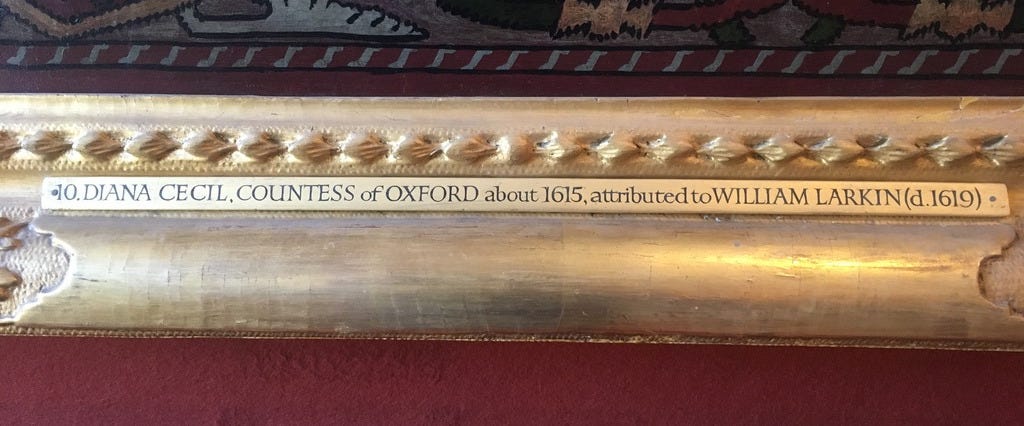 10. DIANA CECIL, COUNTESS of OXFORD about 1615, attributed to WILLIAM LARKIN (d.1619)